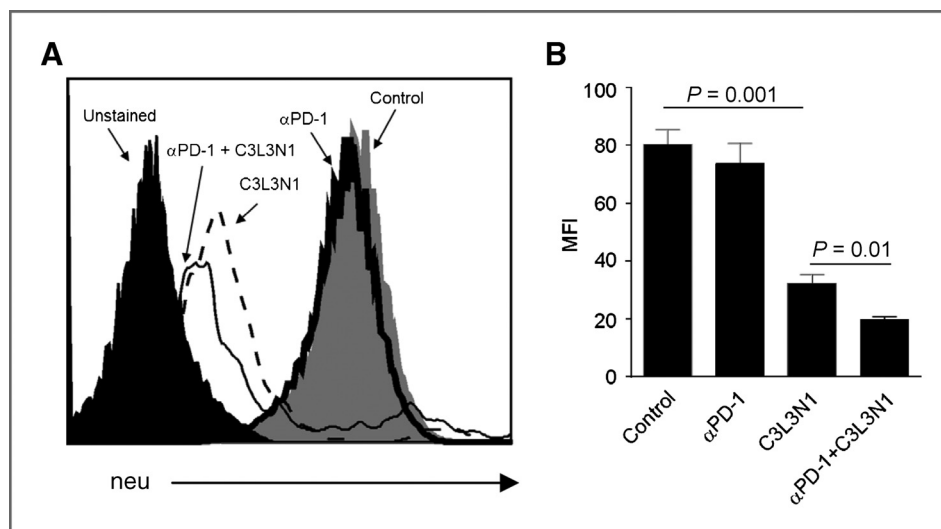 A
Unstained
αPD-1 + C3L3N1
C3L3N1
αPD-1
Control
neu
B
P = 0.001
P = 0.01
MFI
100
80
60
40
20
0
Control
αPD-1
C3L3N1
αPD-1+C3L3N1